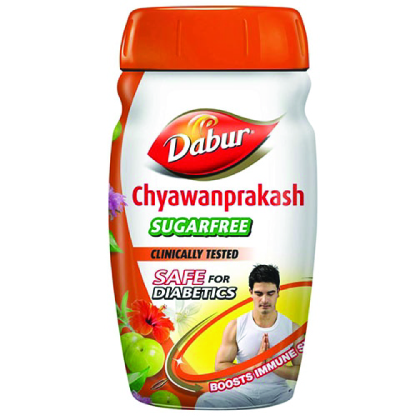 Dabur
Chyawanprakash
SUGARFREE
CLINICALLY TESTED
SAFE FOR
DIABETICS
BOOSTS IMMUNE